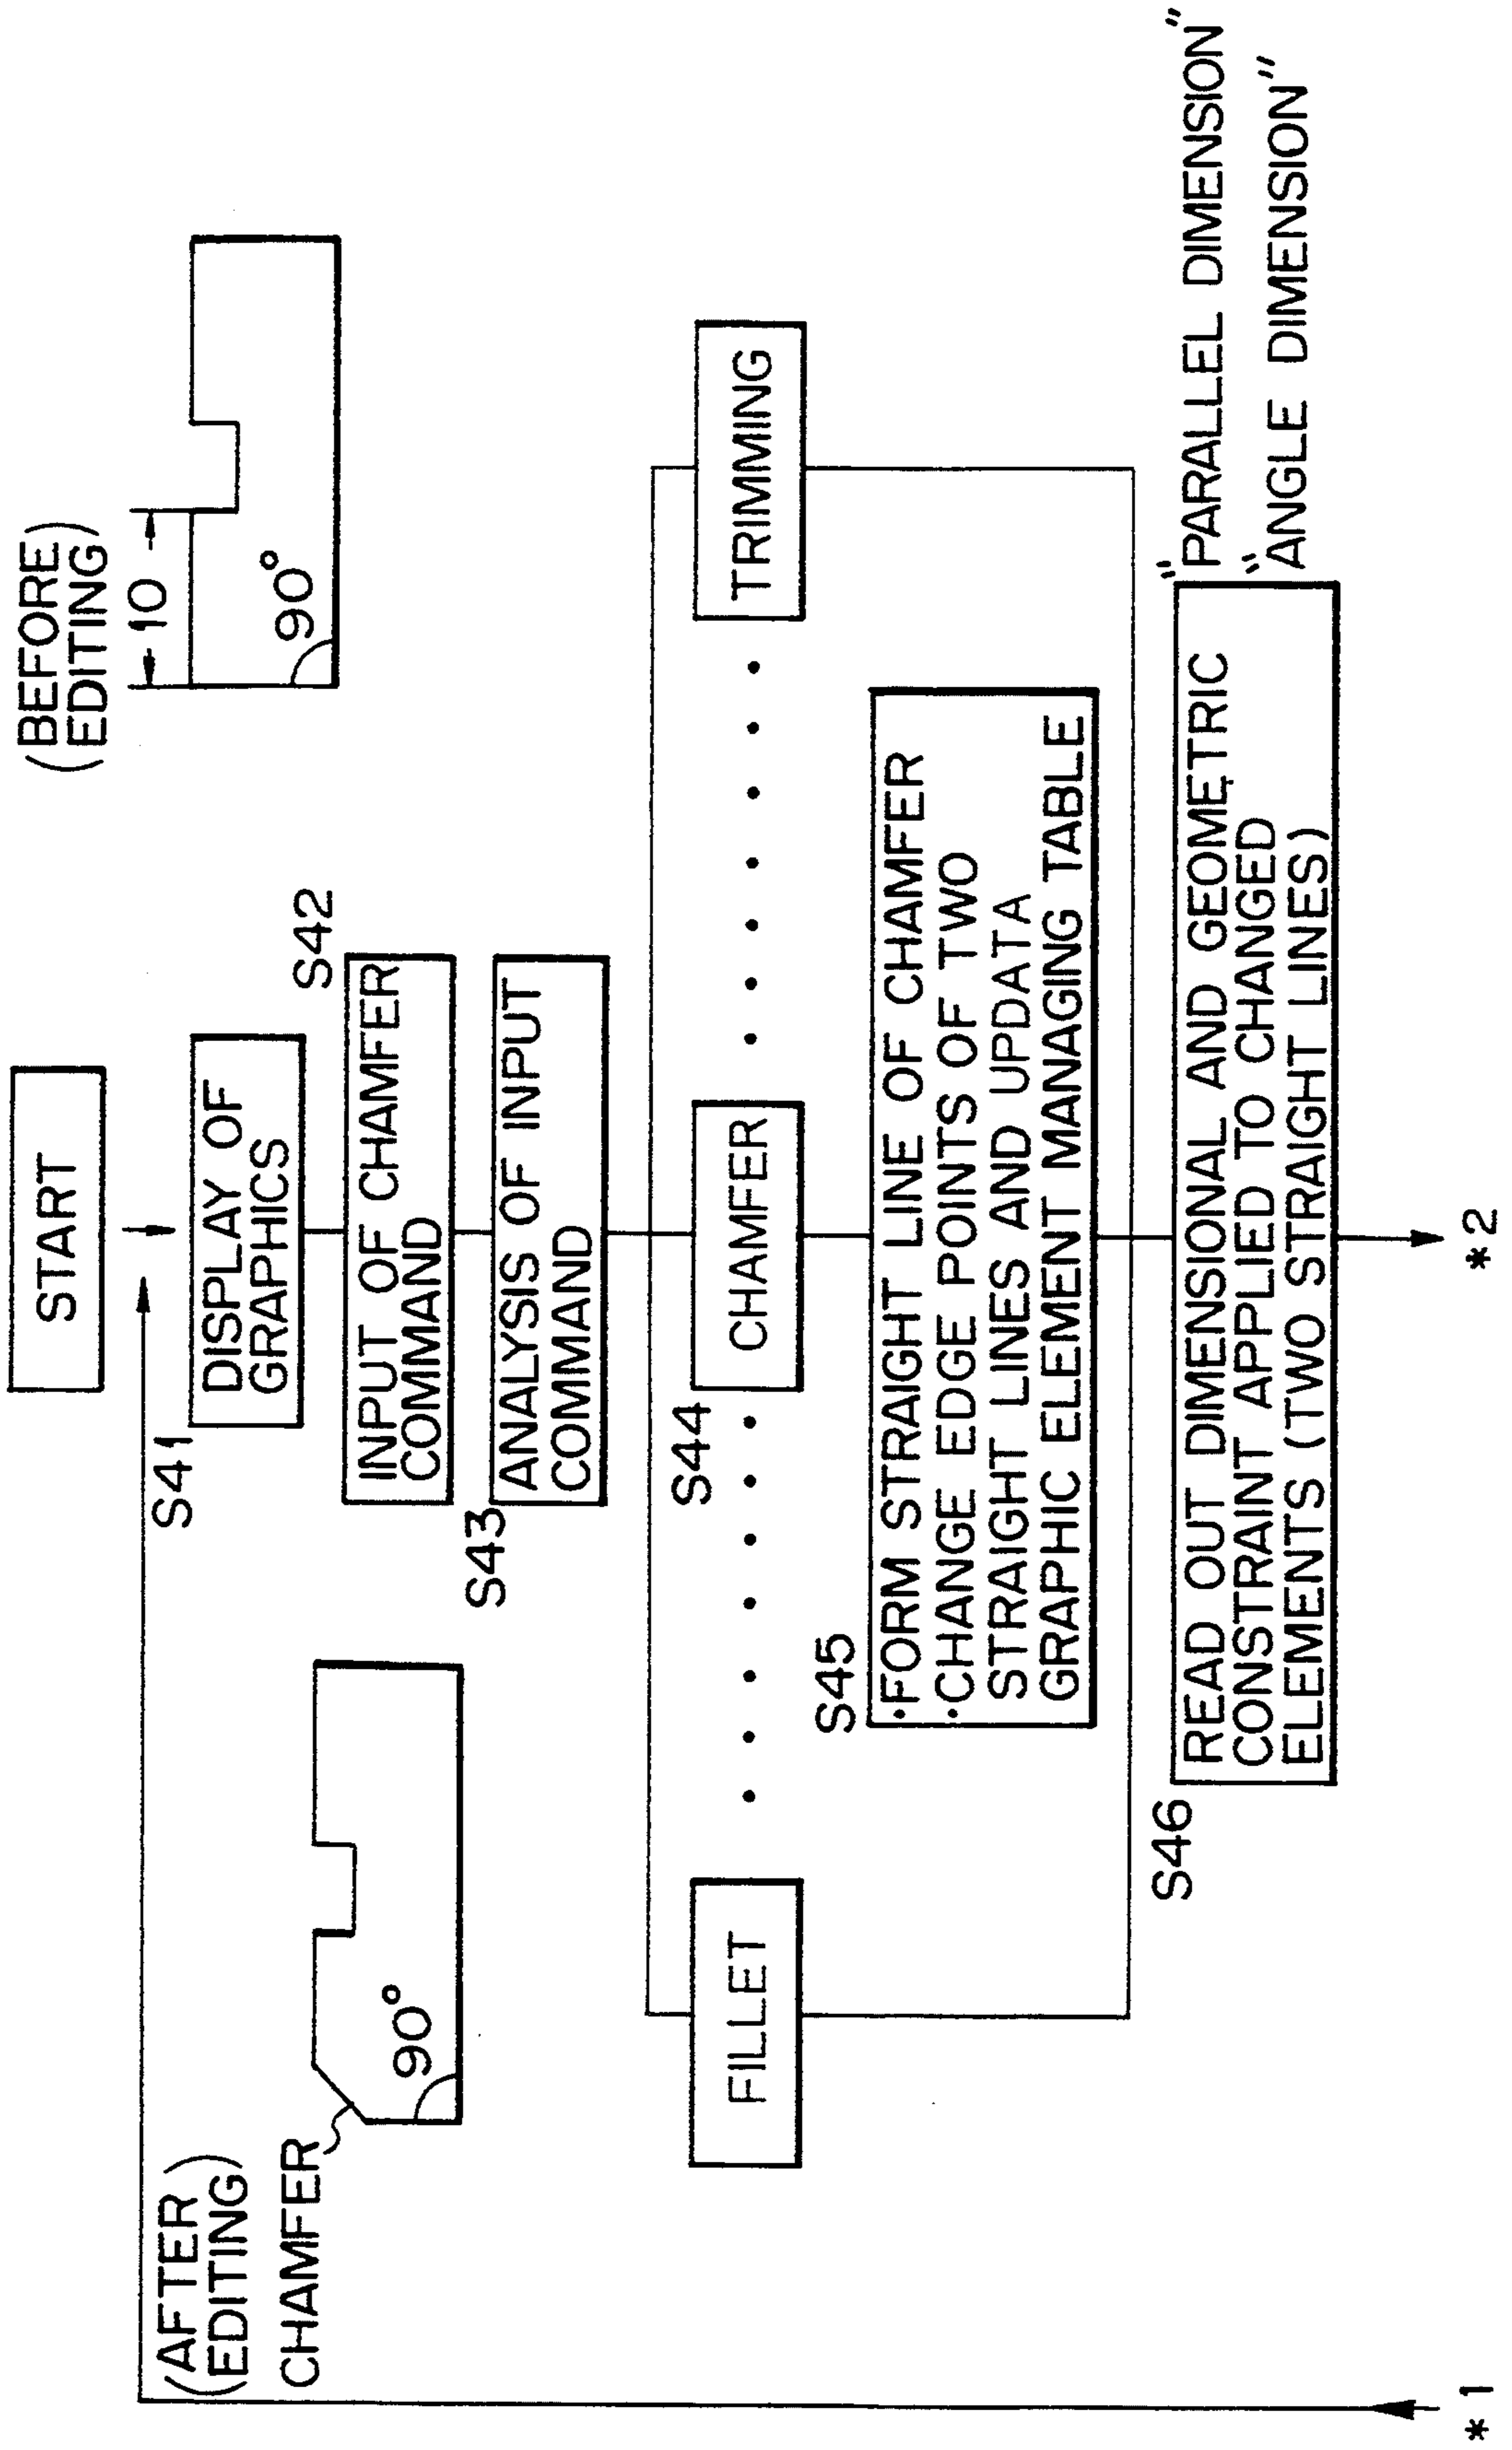 START
(BEFORE
EDITING)
10
90°
S41
DISPLAY OF
GRAPHICS
(AFTER
EDITING)
CHAMFER
90°
S42
INPUT OF CHAMFER
COMMAND
S43
ANALYSIS OF INPUT
COMMAND
S44
FILLET
CHAMFER
TRIMMING
S45
·FORM STRAIGHT LINE OF CHAMFER
·CHANGE EDGE POINTS OF TWO
STRAIGHT LINES AND UPDATA
GRAPHIC ELEMENT MANAGING TABLE
S46
READ OUT DIMENSIONAL AND GEOMETRIC
CONSTRAINT APPLIED TO CHANGED
ELEMENTS (TWO STRAIGHT LINES)
"PARALLEL DIMENSION"
"ANGLE DIMENSION"
*1
*2